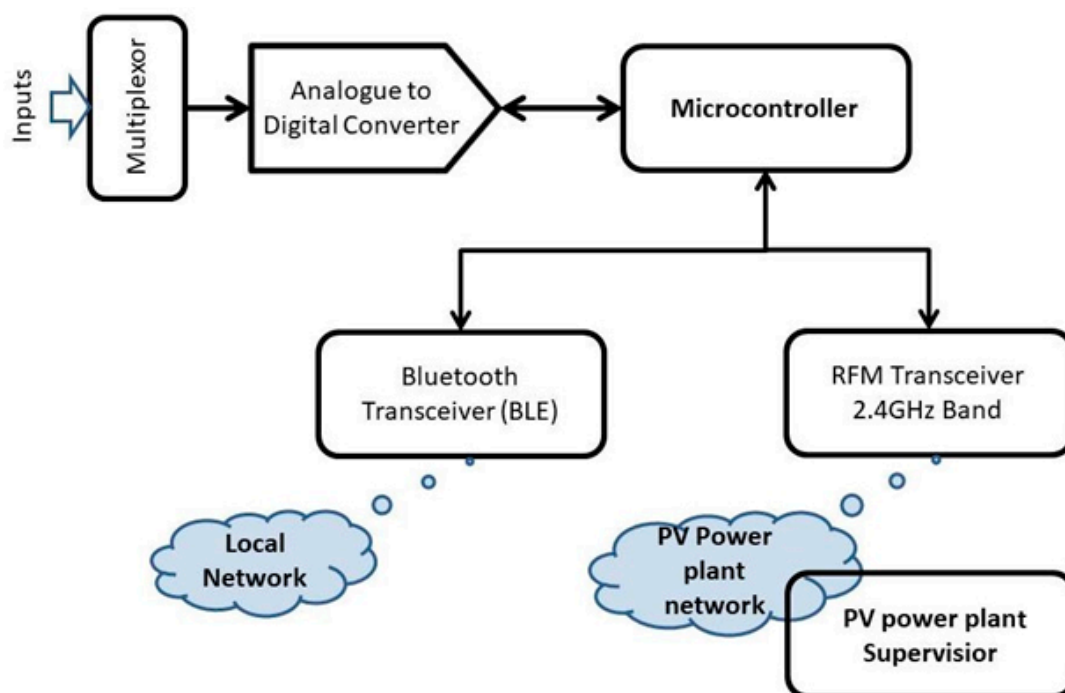 Inputs
Multiplexor
Analogue to
Digital Converter
Microcontroller
Bluetooth
Transceiver (BLE)
RFM Transceiver
2.4GHz Band
Local
Network
PV Power
plant
network
PV power plant
Supervisior